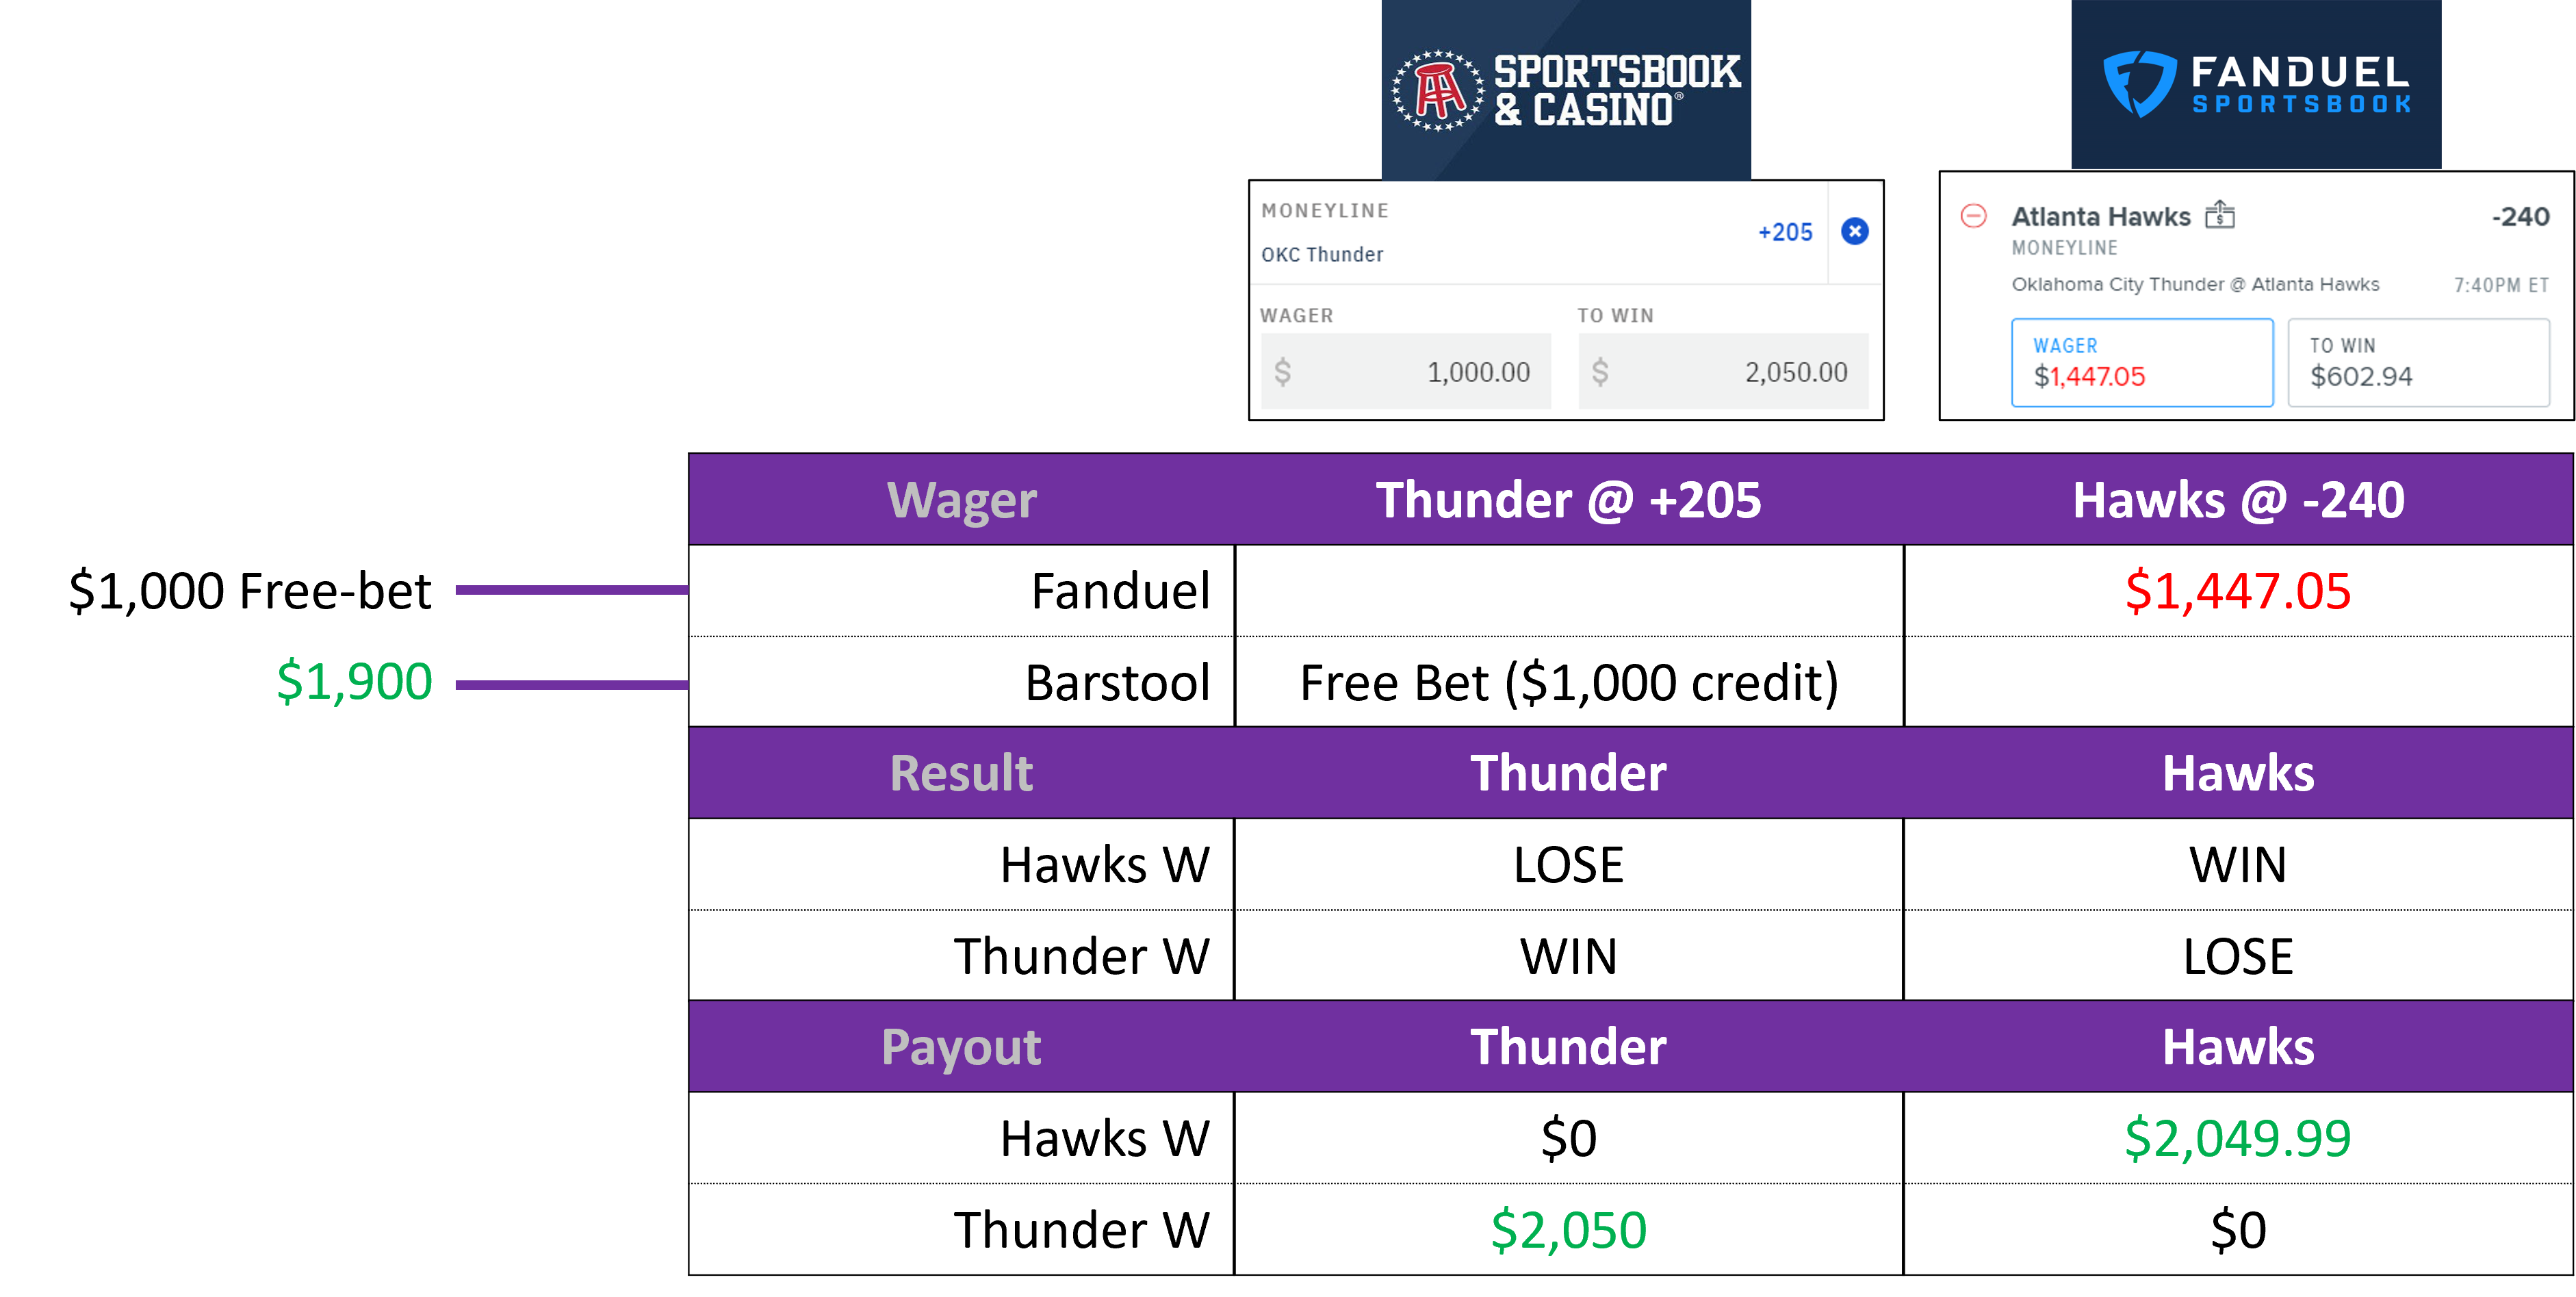 SPORTSBOOK
& CASINO®
FANDUEL
SPORTSBOOK
MONEYLINE
+205
OKC Thunder
WAGER
TO WIN
$ 1,000.00
$ 2,050.00
Atlanta Hawks $ -240
MONEYLINE
Oklahoma City Thunder @ Atlanta Hawks 7:40PM ET
WAGER
$1,447.05
TO WIN
$602.94
Wager Thunder @ +205 Hawks @ -240
$1,000 Free-bet Fanduel $1,447.05
$1,900 Barstool Free Bet ($1,000 credit)
Result Thunder Hawks
Hawks W LOSE WIN
Thunder W WIN LOSE
Payout Thunder Hawks
Hawks W $0 $2,049.99
Thunder W $2,050 $0